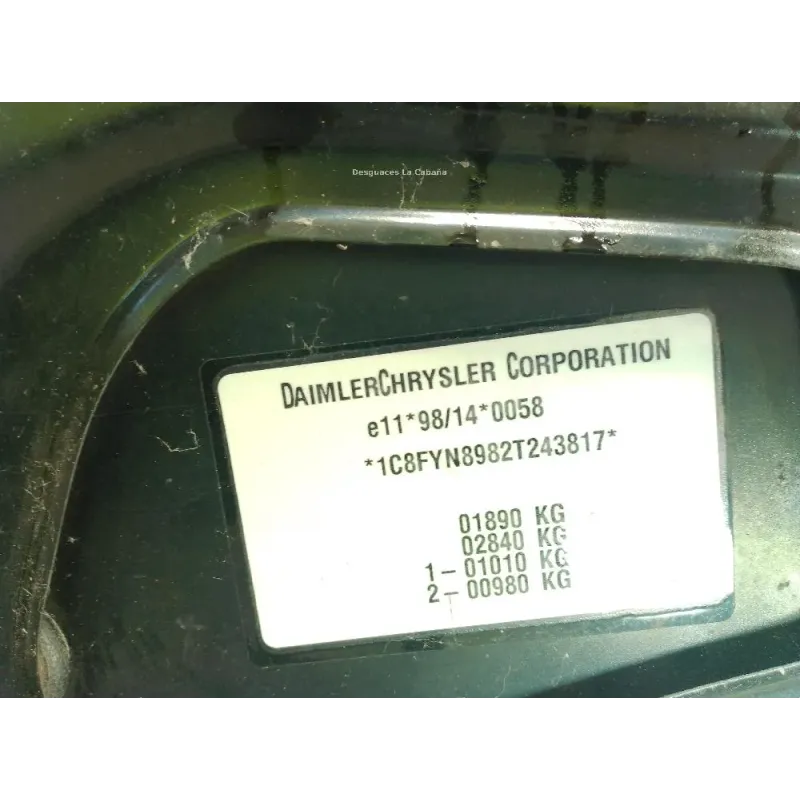 Desguaces La Cabaña
DAIMLERCHRYSLER CORPORATION
e11*98/14*0058
*1C8FYN8982T243817*
01890 KG
02840 KG
1-01010 KG
2-00980 KG